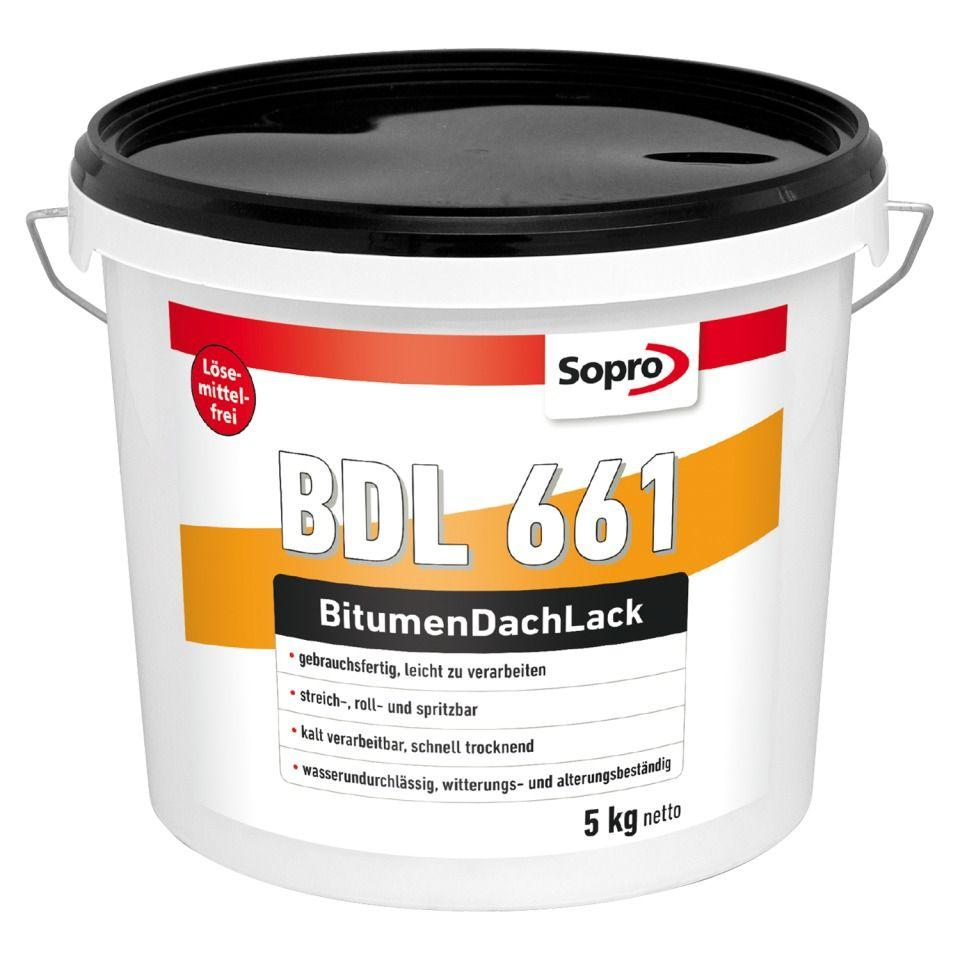 Sopro
Löse-
mittel-
frei
BDL 661
BitumenDachLack
• gebrauchsfertig, leicht zu verarbeiten
• streich-, roll- und spritzbar
• kalt verarbeitbar, schnell trocknend
• wasserundurchlässig, witterungs- und alterungsbeständig
5 kg netto